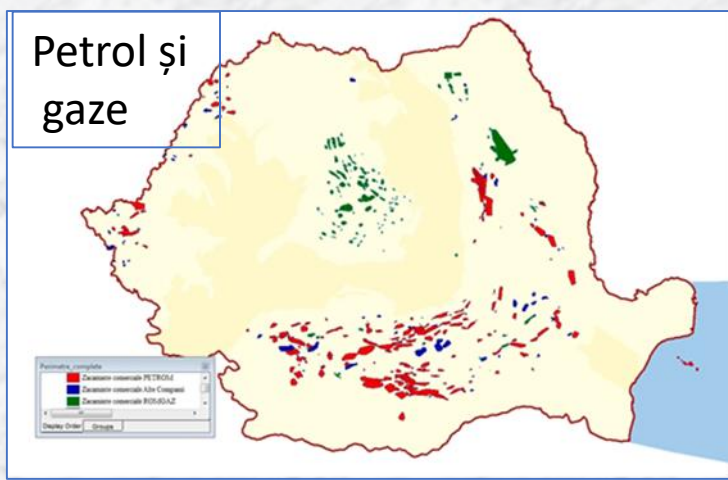 Petrol și
gaze
Perimetre_complete
Zacaminte comerciale PETROM
Zacaminte comerciale Alte Companii
Zacaminte comerciale ROMGAZ
Display Order
Groups